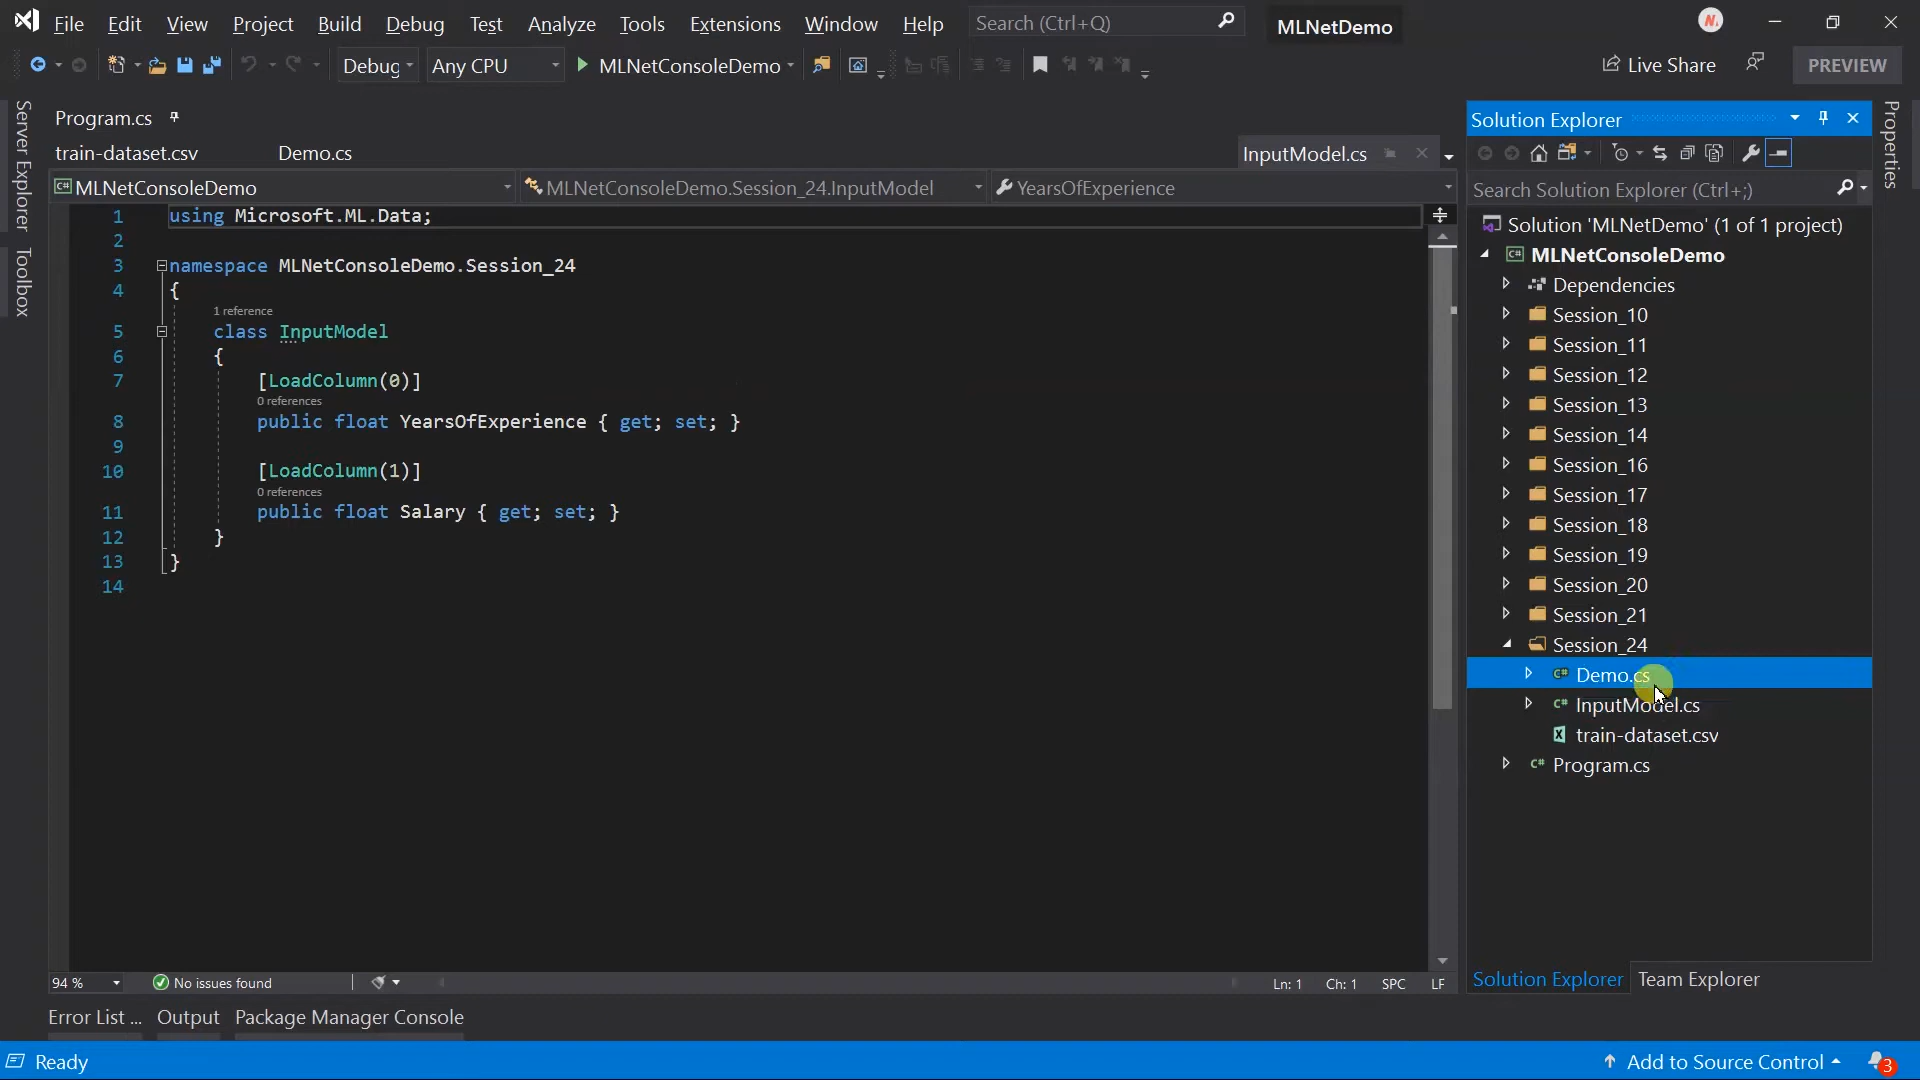 File Edit View Project Build Debug Test Analyze Tools Extensions Window Help Search (Ctrl+Q) MLNetDemo
Debug Any CPU MLNetConsoleDemo Live Share PREVIEW
Server Explorer
Toolbox
Program.cs
train-dataset.csv Demo.cs InputModel.cs
MLNetConsoleDemo MLNetConsoleDemo.Session_24.InputModel YearsOfExperience
1 using Microsoft.ML.Data;
2
3 namespace MLNetConsoleDemo.Session_24
4 {
1 reference
5 class InputModel
6 {
7 [LoadColumn(0)]
0 references
8 public float YearsOfExperience { get; set; }
9
10 [LoadColumn(1)]
0 references
11 public float Salary { get; set; }
12 }
13 }
14
94 % No issues found Ln: 1 Ch: 1 SPC LF
Solution Explorer
Search Solution Explorer (Ctrl+;)
Solution 'MLNetDemo' (1 of 1 project)
MLNetConsoleDemo
Dependencies
Session_10
Session_11
Session_12
Session_13
Session_14
Session_16
Session_17
Session_18
Session_19
Session_20
Session_21
Session_24
Demo.cs
InputModel.cs
train-dataset.csv
Program.cs
Solution Explorer Team Explorer
Properties
Error List ... Output Package Manager Console
Ready Add to Source Control 3